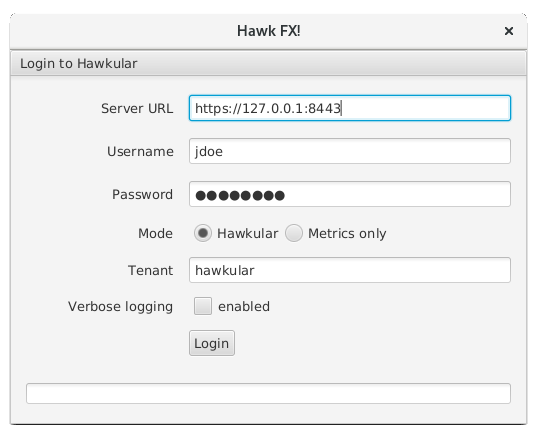 Hawk FX!
Login to Hawkular
Server URL https://127.0.0.1:8443
Username jdoe
Password ●●●●●●●●
Mode Hawkular Metrics only
Tenant hawkular
Verbose logging enabled
Login